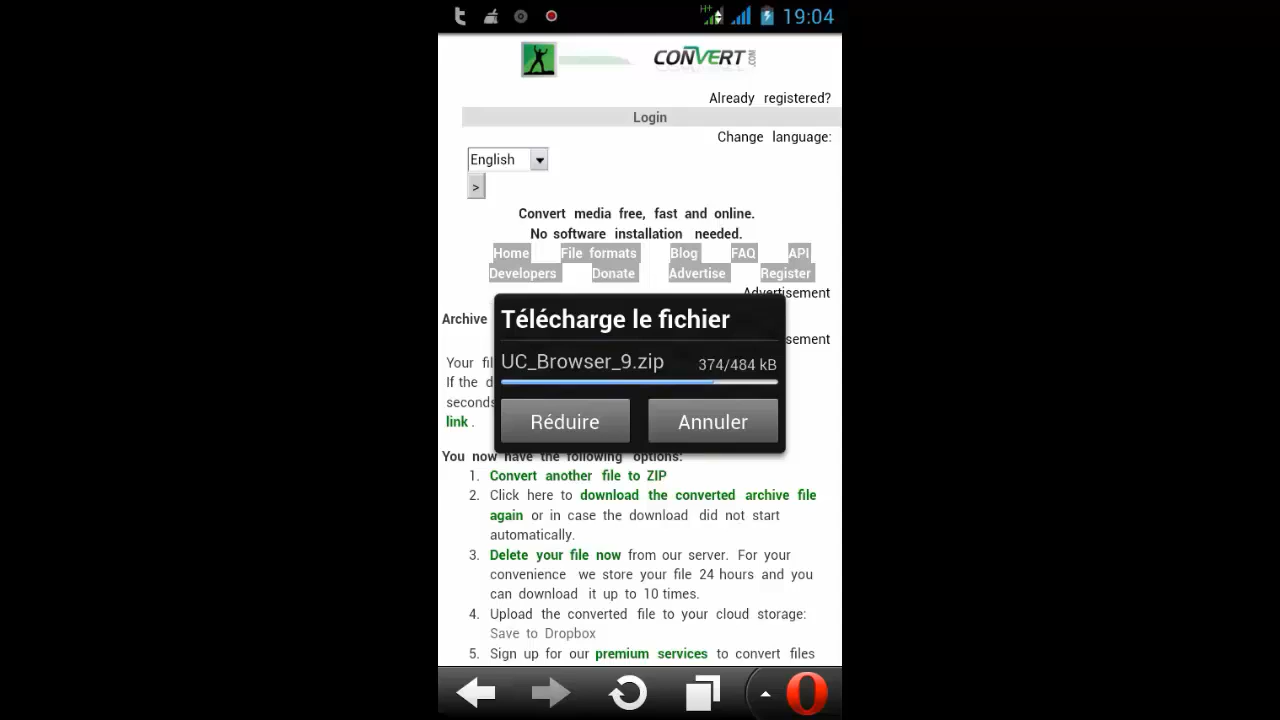 H+ 19:04
CONVERT .COM
Already registered?
Login
Change language:
English
>
Convert media free, fast and online.
No software installation needed.
Home File formats Blog FAQ API
Developers Donate Advertise Register
Advertisement
Archive
sement
Télécharge le fichier
UC_Browser_9.zip 374/484 kB
Réduire Annuler
Your fil
If the d
seconds
link .
You now have the following options:
1. Convert another file to ZIP
2. Click here to download the converted archive file
again or in case the download did not start
automatically.
3. Delete your file now from our server. For your
convenience we store your file 24 hours and you
can download it up to 10 times.
4. Upload the converted file to your cloud storage:
Save to Dropbox
5. Sign up for our premium services to convert files